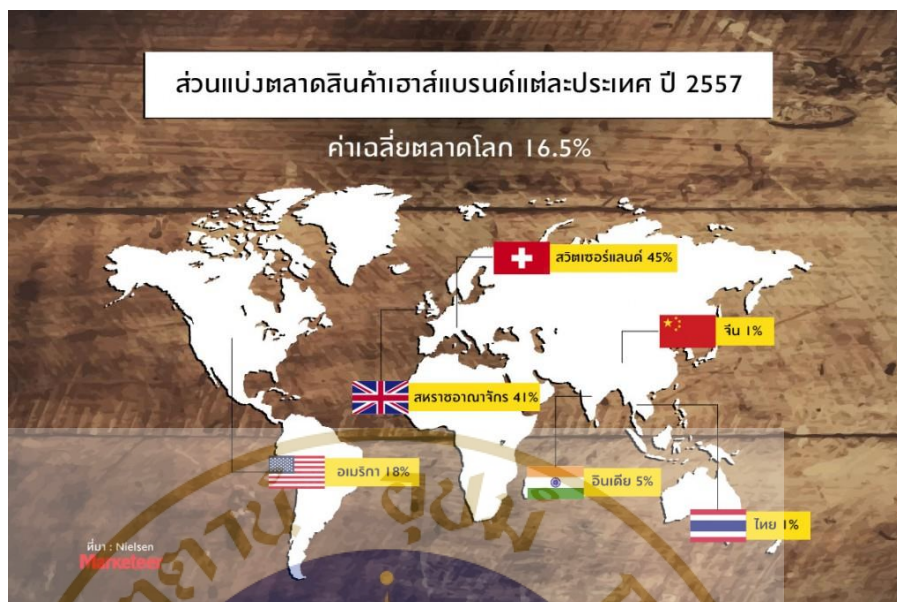 ส่วนแบ่งตลาดสินค้าเฮาส์แบรนด์แต่ละประเทศ ปี 2557
ค่าเฉลี่ยตลาดโลก 16.5%
สวิตเซอร์แลนด์ 45%
จีน 1%
สหราชอาณาจักร 41%
อเมริกา 18%
อินเดีย 5%
ไทย 1%
ที่มา : Nielsen
Marketeer